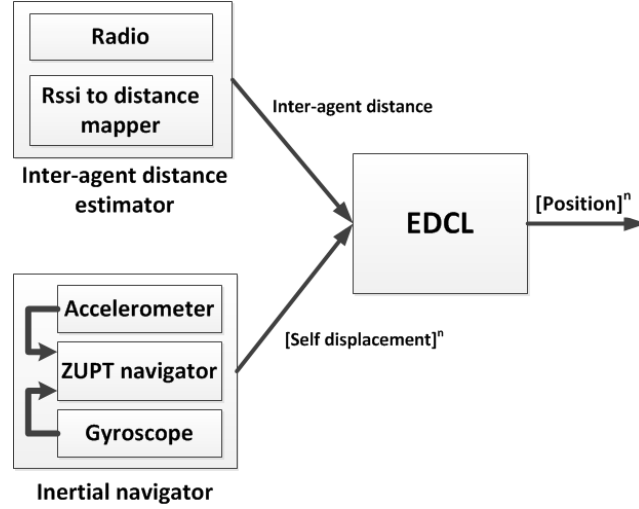 Radio
Rssi to distance
mapper
Inter-agent distance
estimator
Inter-agent distance
EDCL
[Position]ⁿ
Accelerometer
ZUPT navigator
Gyroscope
Inertial navigator
[Self displacement]ⁿ